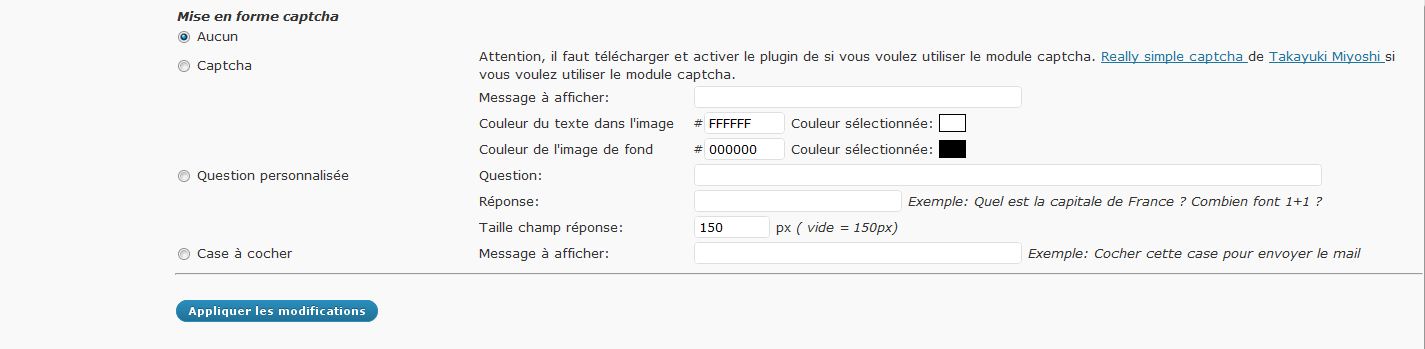 Mise en forme captcha
Aucun
Captcha
Attention, il faut télécharger et activer le plugin de si vous voulez utiliser le module captcha. Really simple captcha de Takayuki Miyoshi si
vous voulez utiliser le module captcha.
Message à afficher:
Couleur du texte dans l'image # FFFFFF Couleur sélectionnée:
Couleur de l'image de fond # 000000 Couleur sélectionnée:
Question personnalisée Question:
Réponse: Exemple: Quel est la capitale de France ? Combien font 1+1 ?
Taille champ réponse: 150 px ( vide = 150px)
Case à cocher Message à afficher: Exemple: Cocher cette case pour envoyer le mail
Appliquer les modifications